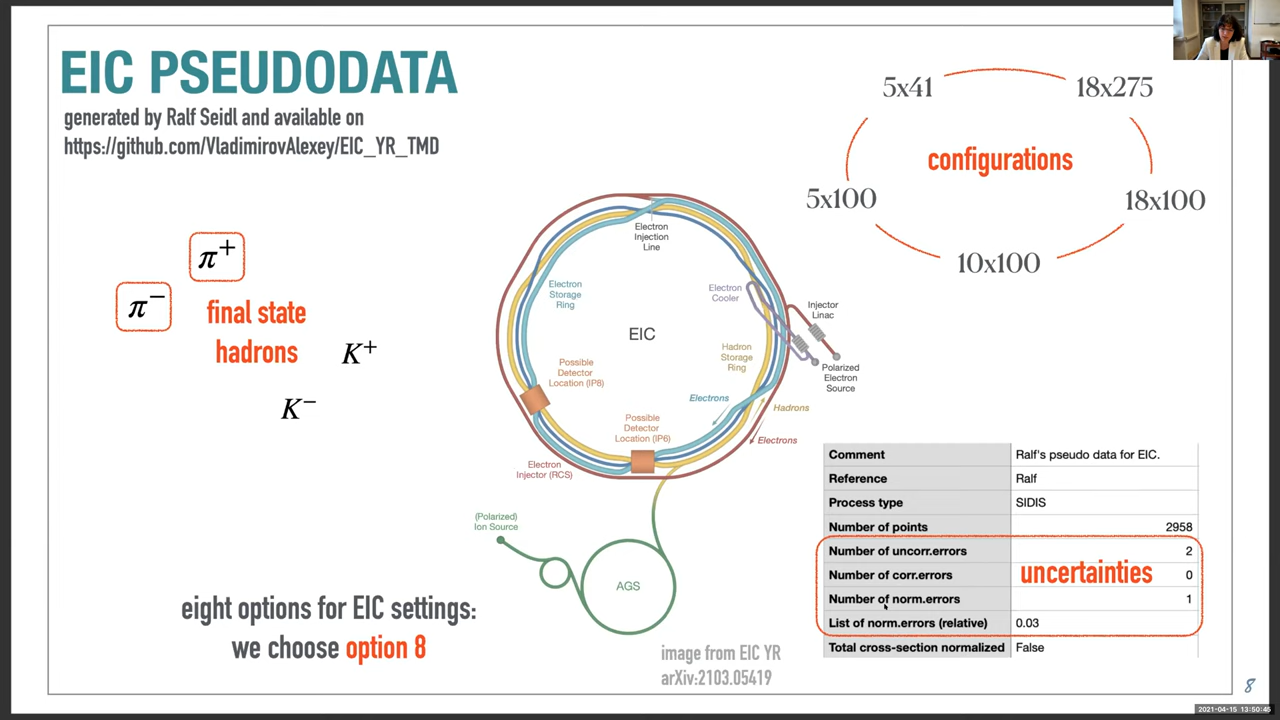 EIC PSEUDODATA
generated by Ralf Seidl and available on
https://github.com/VladimirovAlexey/EIC_YR_TMD
5x41
18x275
configurations
5x100
18x100
10x100
π+
π−
final state
hadrons
K+
K−
Electron
Injection
Line
Electron
Storage
Ring
Electron
Cooler
Injector
Linac
EIC
Hadron
Storage
Ring
Polarized
Electron
Source
Possible
Detector
Location (IP8)
Possible
Detector
Location (IP6)
Electrons
Hadrons
Electrons
Electron
Injector (RCS)
(Polarized)
Ion Source
AGS
eight options for EIC settings:
we choose option 8
image from EIC YR
arXiv:2103.05419
Comment Ralf's pseudo data for EIC.
Reference Ralf
Process type SIDIS
Number of points 2958
Number of uncorr.errors 2
Number of corr.errors 0
uncertainties
Number of norm.errors 1
List of norm.errors (relative) 0.03
Total cross-section normalized False
8
2021-04-15 13:50:45